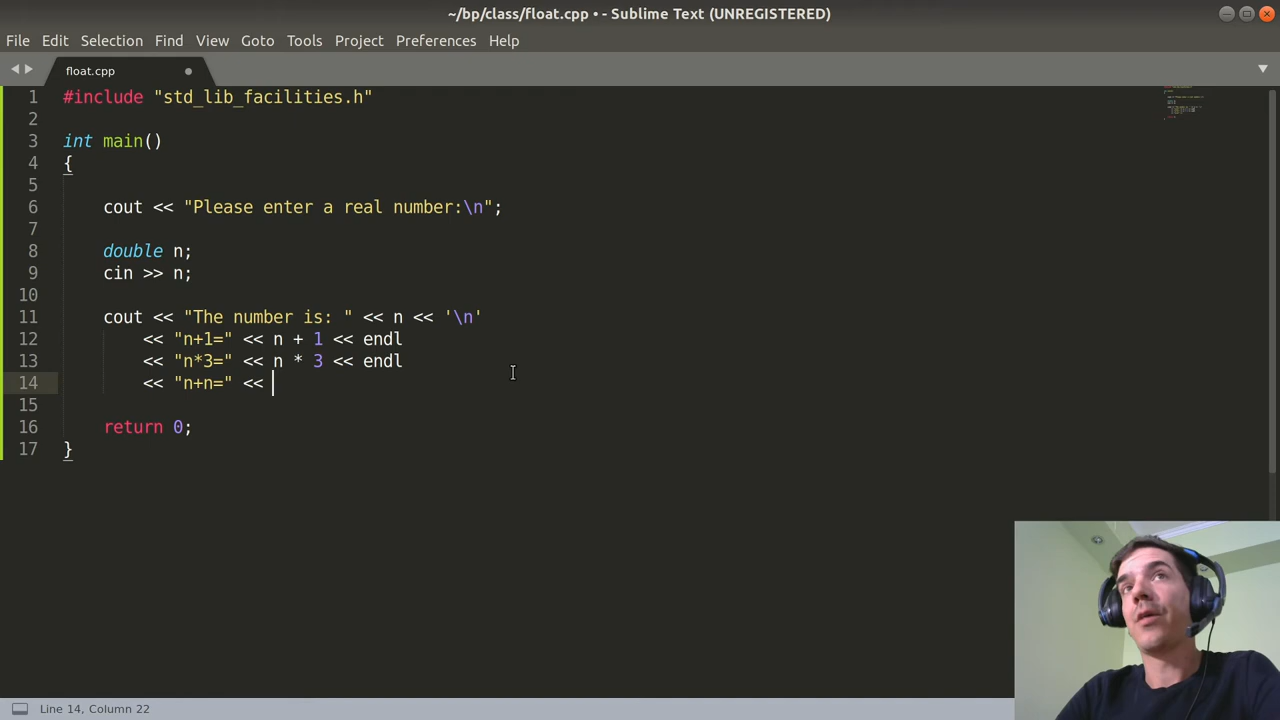 ~/bp/class/float.cpp • - Sublime Text (UNREGISTERED)
File Edit Selection Find View Goto Tools Project Preferences Help
float.cpp
1 #include "std_lib_facilities.h"
2
3 int main()
4 {
5
6 cout << "Please enter a real number:\n";
7
8 double n;
9 cin >> n;
10
11 cout << "The number is: " << n << '\n'
12 << "n+1=" << n + 1 << endl
13 << "n*3=" << n * 3 << endl
14 << "n+n=" <<
15
16 return 0;
17 }
Line 14, Column 22